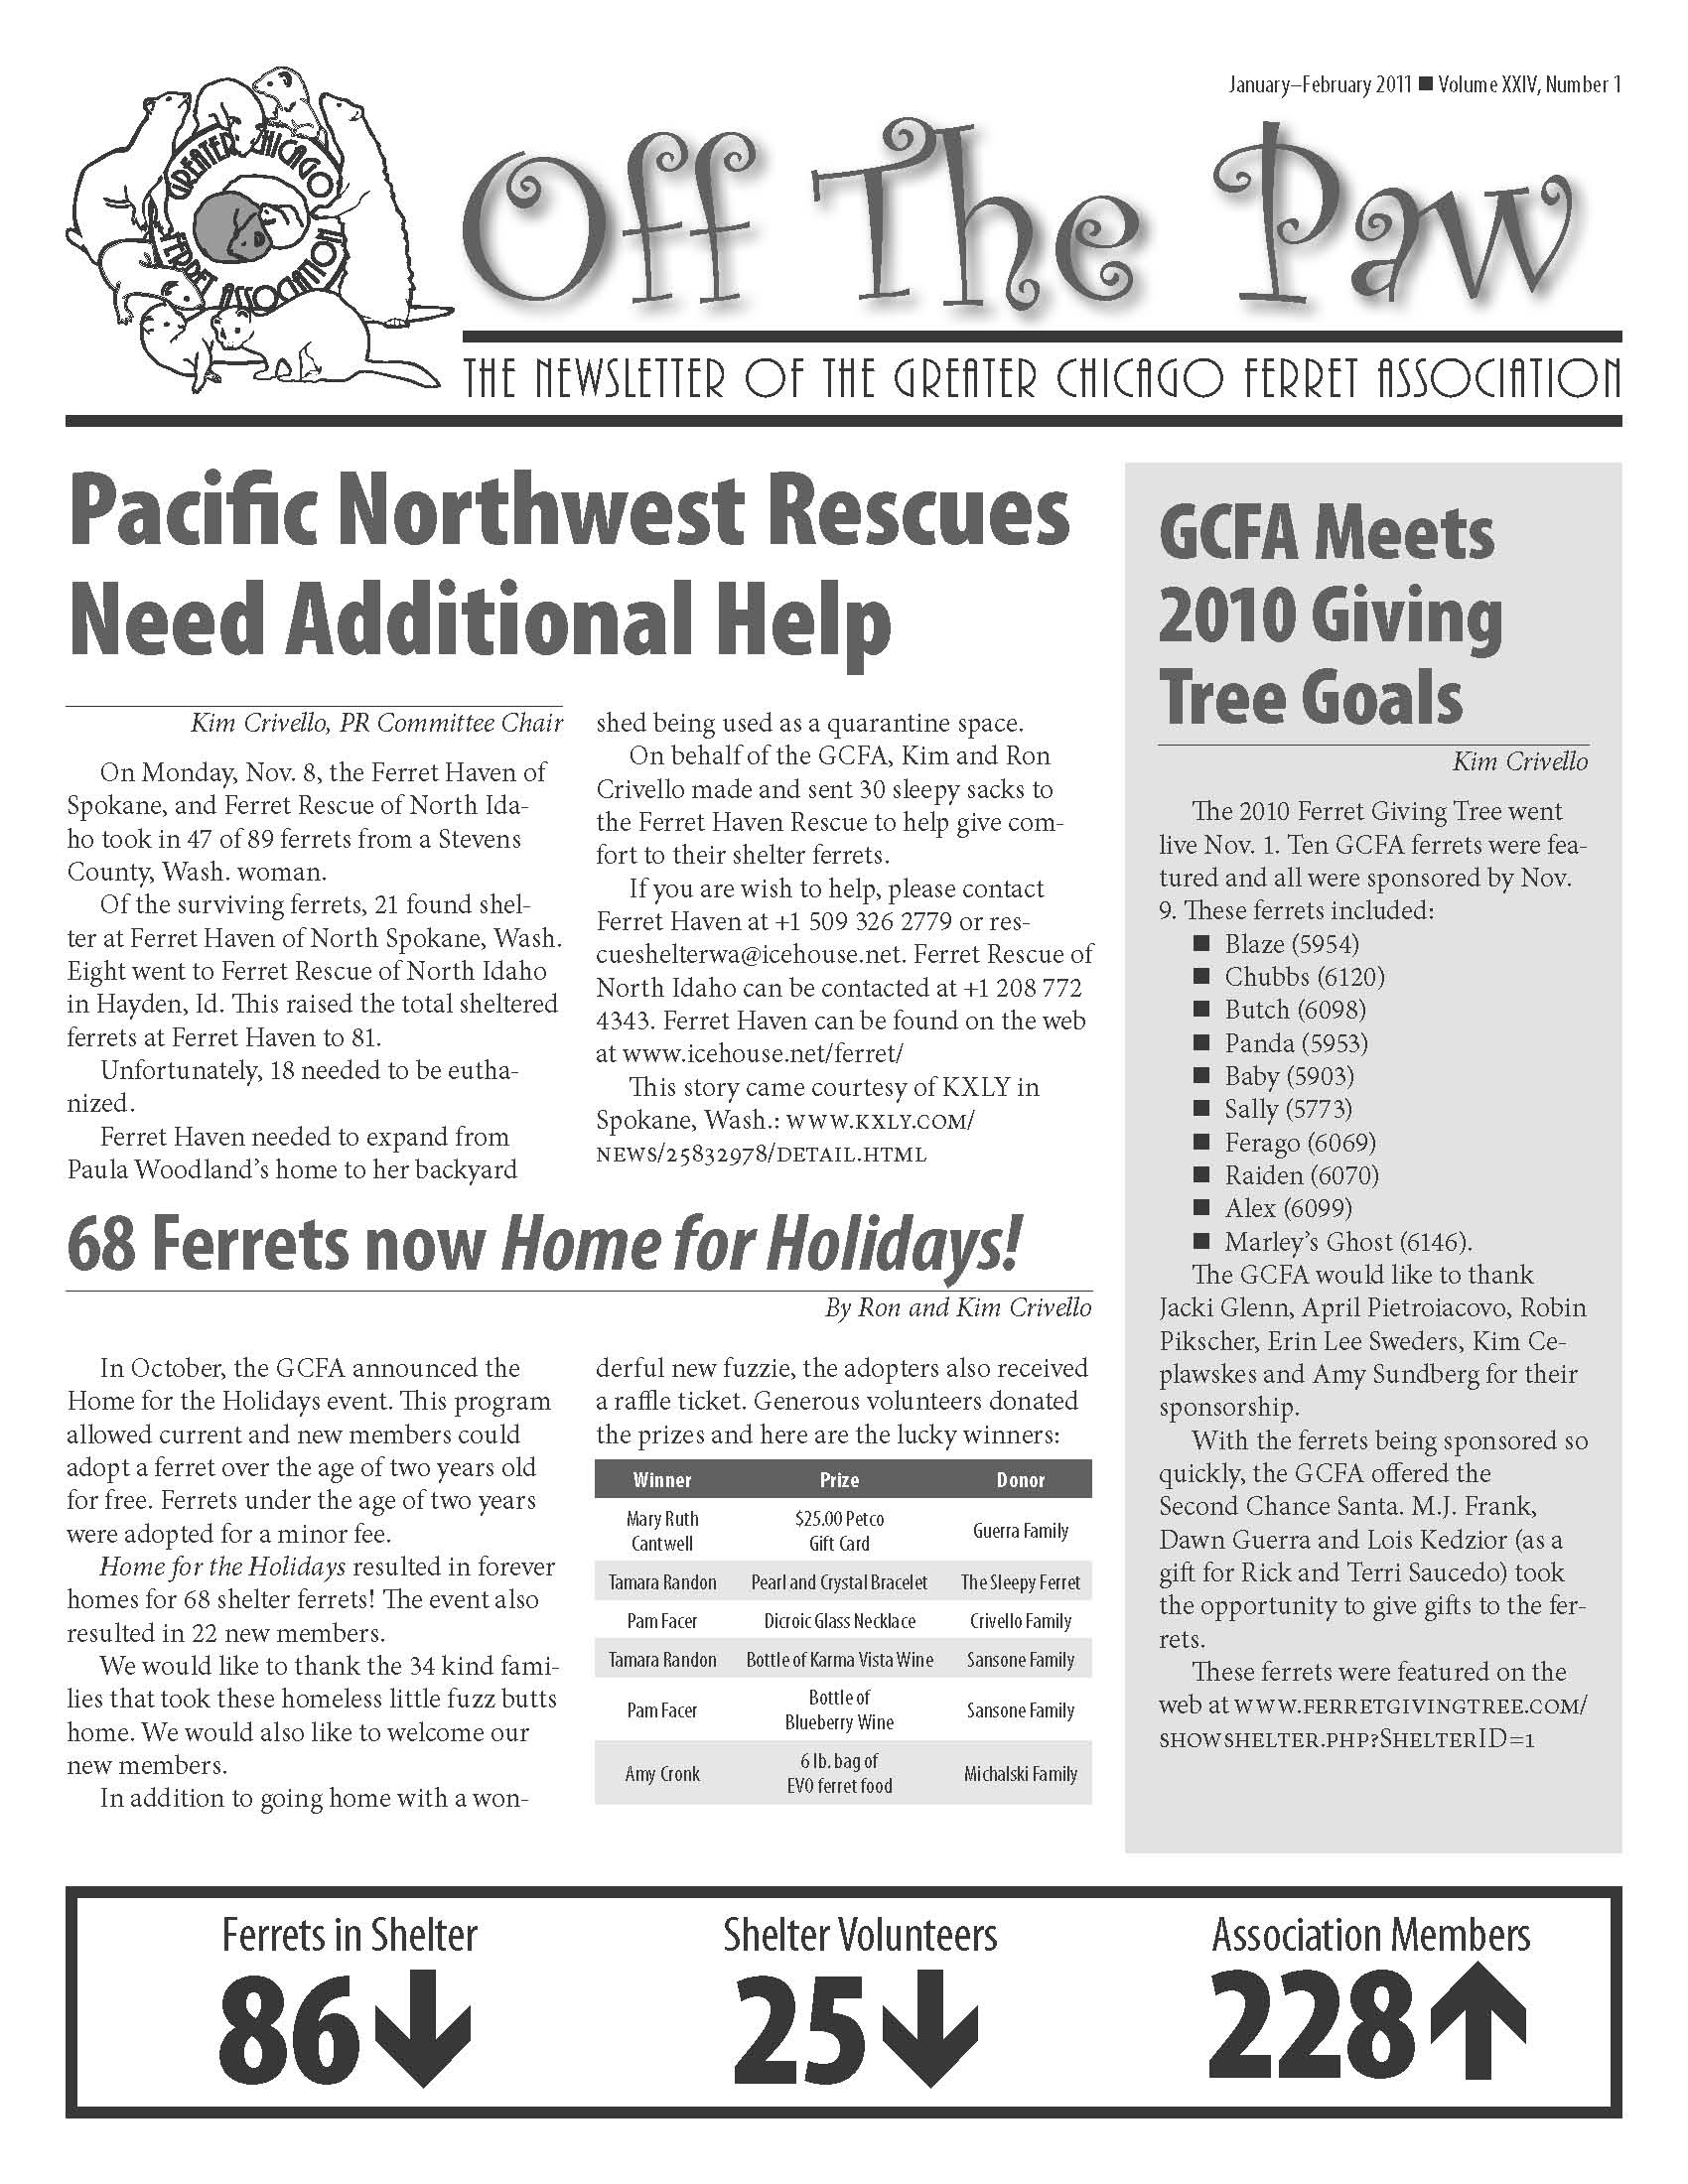 January–February 2011 ■ Volume XXIV, Number 1
GREATER CHICAGO
FERRET ASSOCIATION
Off The Paw
THE NEWSLETTER OF THE GREATER CHICAGO FERRET ASSOCIATION
Pacific Northwest Rescues
Need Additional Help
Kim Crivello, PR Committee Chair
On Monday, Nov. 8, the Ferret Haven of
Spokane, and Ferret Rescue of North Ida-
ho took in 47 of 89 ferrets from a Stevens
County, Wash. woman.
Of the surviving ferrets, 21 found shel-
ter at Ferret Haven of North Spokane, Wash.
Eight went to Ferret Rescue of North Idaho
in Hayden, Id. This raised the total sheltered
ferrets at Ferret Haven to 81.
Unfortunately, 18 needed to be eutha-
nized.
Ferret Haven needed to expand from
Paula Woodland's home to her backyard
shed being used as a quarantine space.
On behalf of the GCFA, Kim and Ron
Crivello made and sent 30 sleepy sacks to
the Ferret Haven Rescue to help give com-
fort to their shelter ferrets.
If you are wish to help, please contact
Ferret Haven at +1 509 326 2779 or res-
cueshelterwa@icehouse.net. Ferret Rescue of
North Idaho can be contacted at +1 208 772
4343. Ferret Haven can be found on the web
at www.icehouse.net/ferret/
This story came courtesy of KXLY in
Spokane, Wash.: www.kxly.com/
news/25832978/detail.html
68 Ferrets now Home for Holidays!
By Ron and Kim Crivello
In October, the GCFA announced the
Home for the Holidays event. This program
allowed current and new members could
adopt a ferret over the age of two years old
for free. Ferrets under the age of two years
were adopted for a minor fee.
Home for the Holidays resulted in forever
homes for 68 shelter ferrets! The event also
resulted in 22 new members.
We would like to thank the 34 kind fami-
lies that took these homeless little fuzz butts
home. We would also like to welcome our
new members.
In addition to going home with a won-
derful new fuzzie, the adopters also received
a raffle ticket. Generous volunteers donated
the prizes and here are the lucky winners:
Winner Prize Donor
Mary Ruth Cantwell $25.00 Petco Gift Card Guerra Family
Tamara Randon Pearl and Crystal Bracelet The Sleepy Ferret
Pam Facer Dicroic Glass Necklace Crivello Family
Tamara Randon Bottle of Karma Vista Wine Sansone Family
Pam Facer Bottle of Blueberry Wine Sansone Family
Amy Cronk 6 lb. bag of EVO ferret food Michalski Family
GCFA Meets
2010 Giving
Tree Goals
Kim Crivello
The 2010 Ferret Giving Tree went
live Nov. 1. Ten GCFA ferrets were fea-
tured and all were sponsored by Nov.
9. These ferrets included:
■ Blaze (5954)
■ Chubbs (6120)
■ Butch (6098)
■ Panda (5953)
■ Baby (5903)
■ Sally (5773)
■ Ferago (6069)
■ Raiden (6070)
■ Alex (6099)
■ Marley's Ghost (6146).
The GCFA would like to thank
Jacki Glenn, April Pietroiacovo, Robin
Pikscher, Erin Lee Sweders, Kim Ce-
plawskes and Amy Sundberg for their
sponsorship.
With the ferrets being sponsored so
quickly, the GCFA offered the
Second Chance Santa. M.J. Frank,
Dawn Guerra and Lois Kedzior (as a
gift for Rick and Terri Saucedo) took
the opportunity to give gifts to the fer-
rets.
These ferrets were featured on the
web at www.ferretgivingtree.com/
showshelter.php?ShelterID=1
Ferrets in Shelter
86↓
Shelter Volunteers
25↓
Association Members
228↑